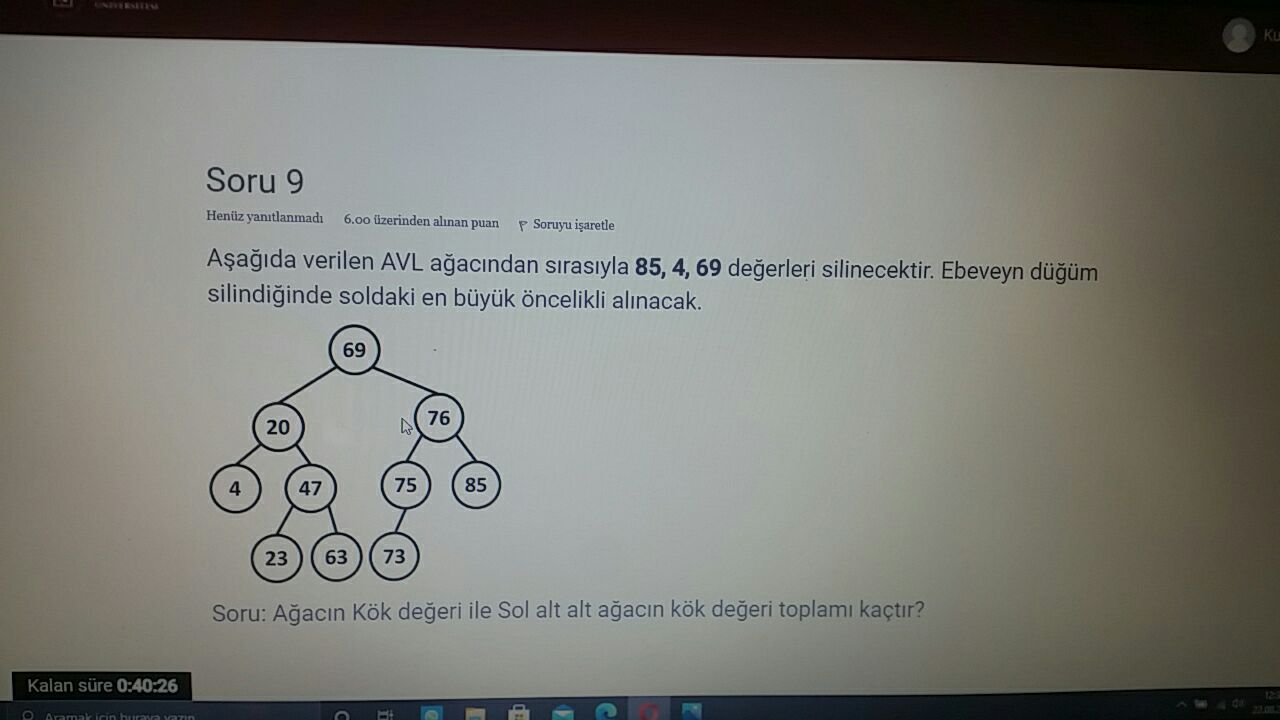 ÜNİVERSİTESİ
Ku
Soru 9
Henüz yanıtlanmadı 6.00 üzerinden alınan puan Soruyu işaretle
Aşağıda verilen AVL ağacından sırasıyla 85, 4, 69 değerleri silinecektir. Ebeveyn düğüm
silindiğinde soldaki en büyük öncelikli alınacak.
69
20 76
4 47 75 85
23 63 73
Soru: Ağacın Kök değeri ile Sol alt alt ağacın kök değeri toplamı kaçtır?
Kalan süre 0:40:26
Aramak için buraya yazın